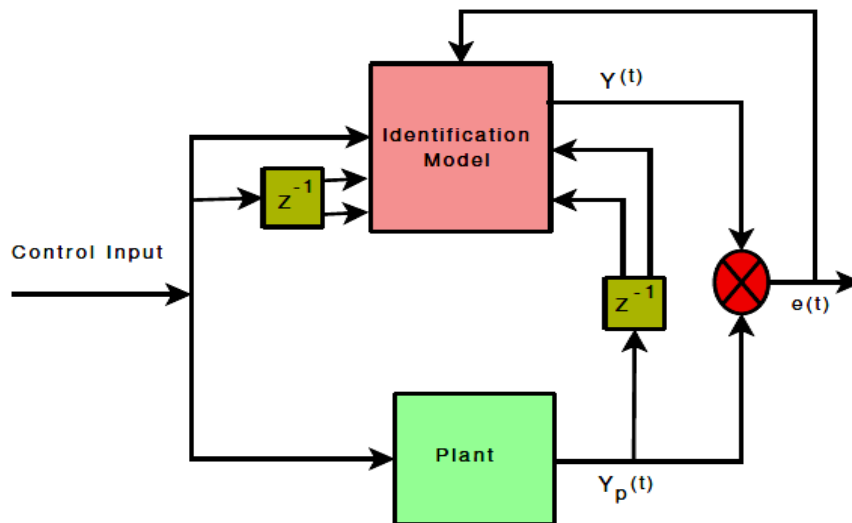 Y(t)
Identification
Model
z⁻¹
Control Input
z⁻¹
e(t)
Plant
Yₚ(t)